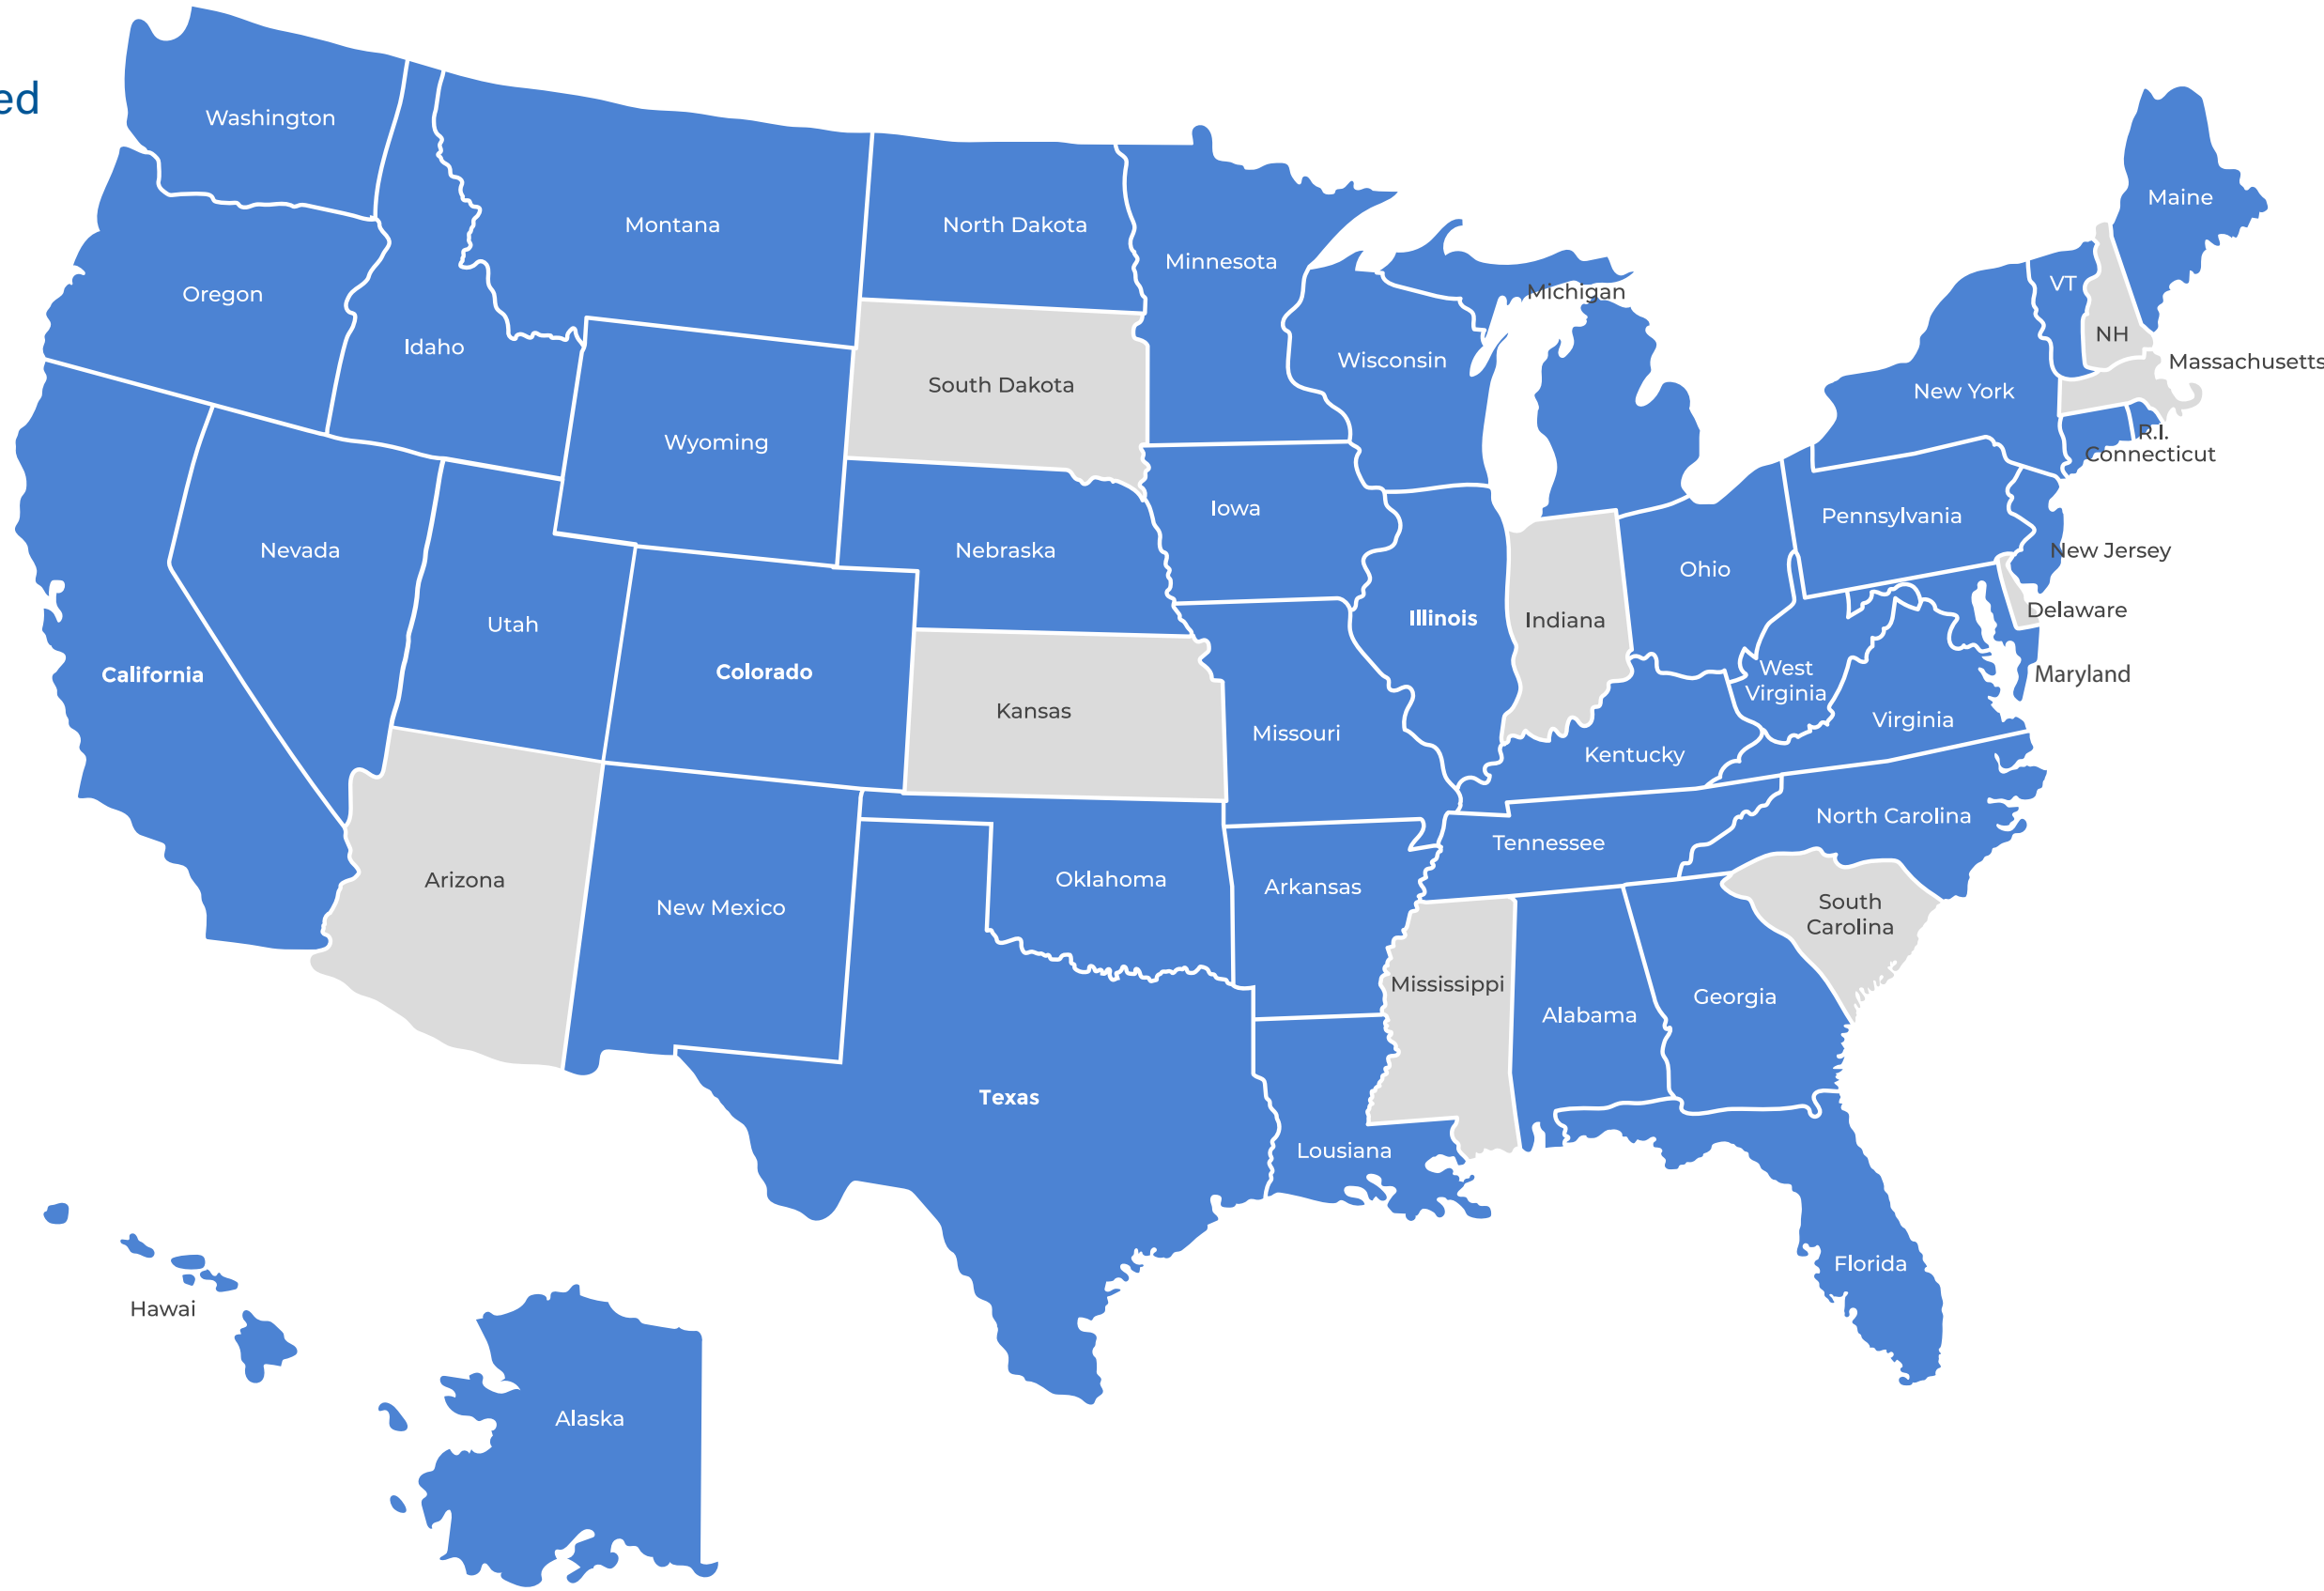 ed
Washington
Maine
Montana
North Dakota
Minnesota
VT
Oregon
Michigan
NH
Idaho
Wisconsin
Massachusetts
South Dakota
New York
R.I.
Wyoming
Connecticut
Iowa
Pennsylvania
Nevada
Nebraska
New Jersey
Ohio
Delaware
Utah
Illinois
Indiana
West
Virginia
California
Colorado
Maryland
Kansas
Virginia
Missouri
Kentucky
North Carolina
Tennessee
Arizona
Oklahoma
Arkansas
New Mexico
South
Carolina
Mississippi
Georgia
Alabama
Texas
Lousiana
Florida
Hawai
Alaska